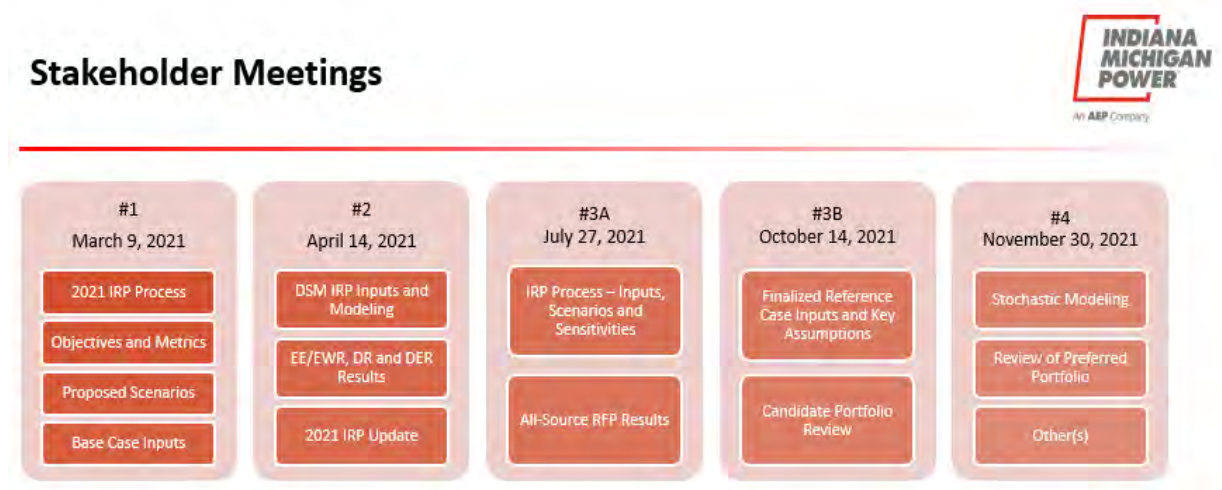 Stakeholder Meetings
INDIANA
MICHIGAN
POWER
An AEP Company
#1
March 9, 2021
2021 IRP Process
Objectives and Metrics
Proposed Scenarios
Base Case Inputs
#2
April 14, 2021
DSM IRP Inputs and
Modeling
EE/EWR, DR and DER
Results
2021 IRP Update
#3A
July 27, 2021
IRP Process – Inputs,
Scenarios and
Sensitivities
All-Source RFP Results
#3B
October 14, 2021
Finalized Reference
Case Inputs and Key
Assumptions
Candidate Portfolio
Review
#4
November 30, 2021
Stochastic Modeling
Review of Preferred
Portfolio
Other(s)